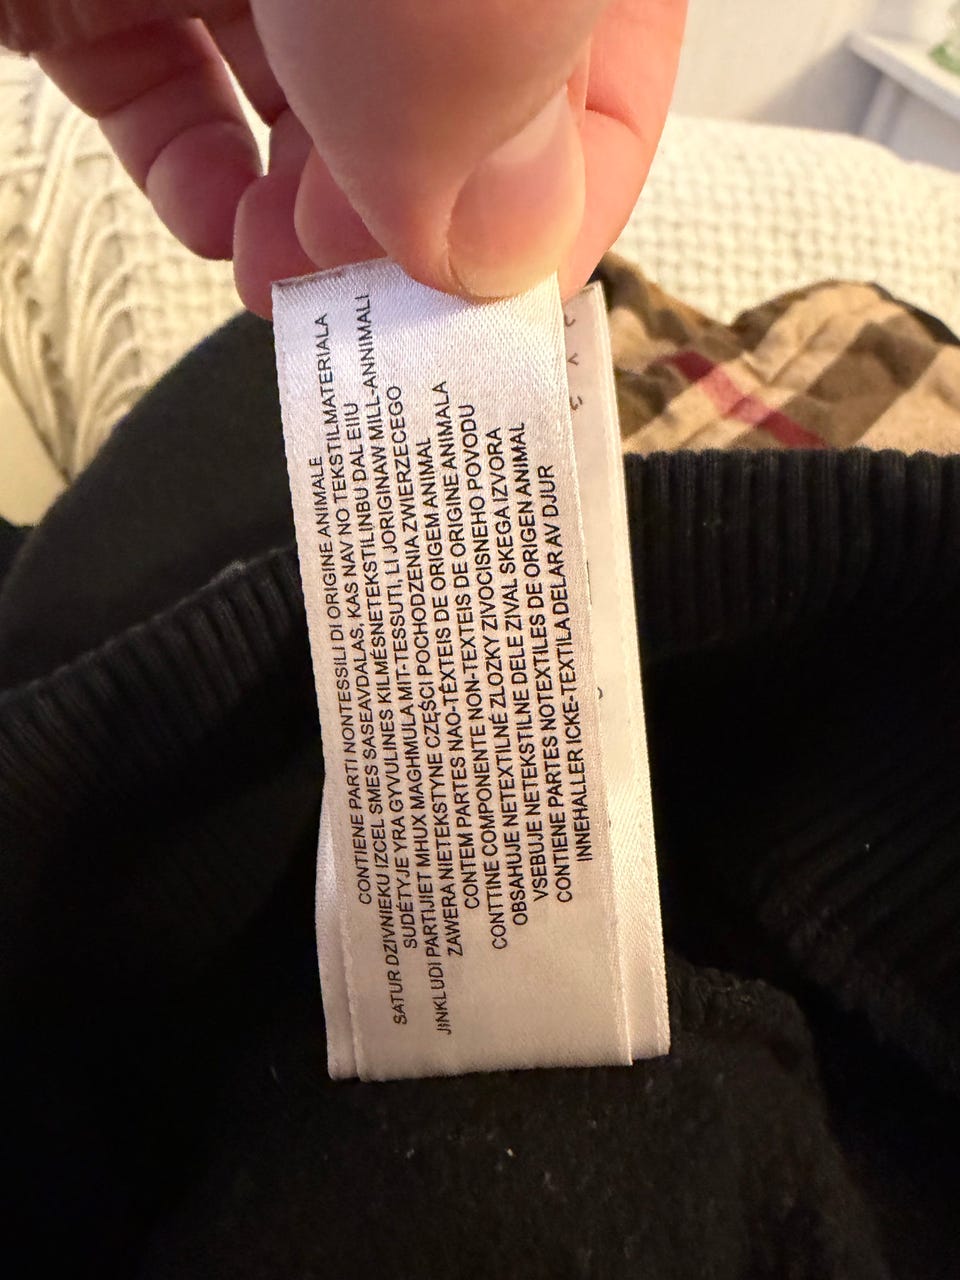 CONTIENE PARTI NONTESSILI DI ORIGINE ANIMALE
SATUR DZIVNIEKU IZCEL SMES SASEAVDALAS, KAS NAV NO TEKSTILMATERIALA
SUDĖTYJE YRA GYVULINES KILMĖSNETEKSTILINBU DAL EIIU
JINKLUDI PARTIJIET MHUX MAGHMULA MIT-TESSUTI, LI JORIGINAW MILL-ANNIMALI
ZAWERA NIETEKSTYNE CZĘŚCI POCHODZENIA ZWIERZECEGO
CONTEM PARTES NAO-TÉXTEIS DE ORIGEM ANIMAL
CONTTINE COMPONENTE NON-TEXTEIS DE ORIGINE ANIMALA
OBSAHUJE NETEXTILNÉ ZLOZKY ZIVOCISNEHO POVODU
VSEBUJE NETEKSTILNE DELE ZIVAL SKEGA IZVORA
CONTIENE PARTES NOTEXTILES DE ORIGEN ANIMAL
INNEHALLER ICKE-TEXTILA DELAR AV DJUR